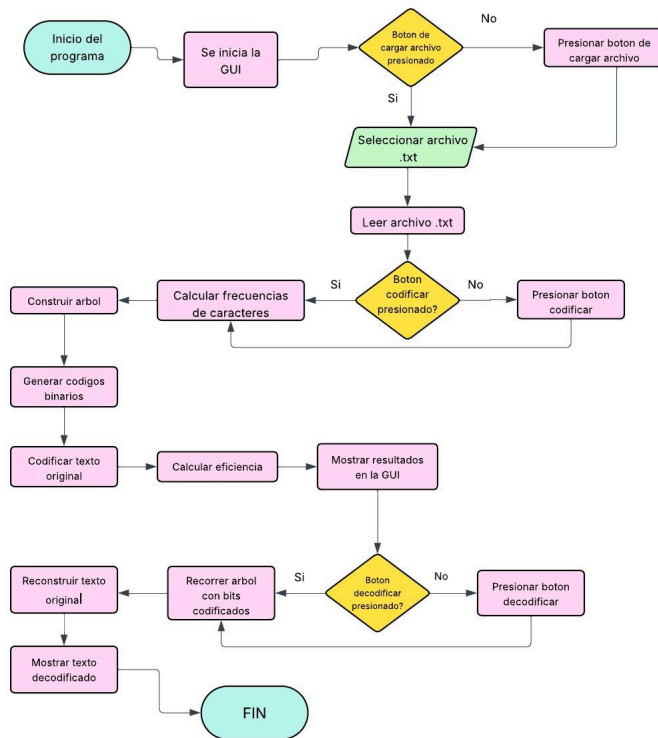 Inicio del
programa
Se inicia la
GUI
Boton de
cargar archivo
presionado
No
Presionar boton de
cargar archivo
Si
Seleccionar archivo
.txt
Leer archivo .txt
Boton
codificar
presionado?
Si
No
Presionar boton
codificar
Calcular frecuencias
de caracteres
Construir arbol
Generar codigos
binarios
Codificar texto
original
Calcular eficiencia
Mostrar resultados
en la GUI
Boton
decodificar
presionado?
Si
No
Presionar boton
decodificar
Recorrer arbol
con bits
codificados
Reconstruir texto
original
Mostrar texto
decodificado
FIN